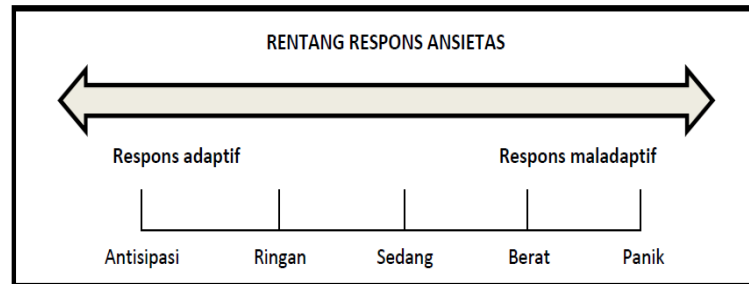 RENTANG RESPONS ANSIETAS
Respons adaptif Respons maladaptif
Antisipasi Ringan Sedang Berat Panik